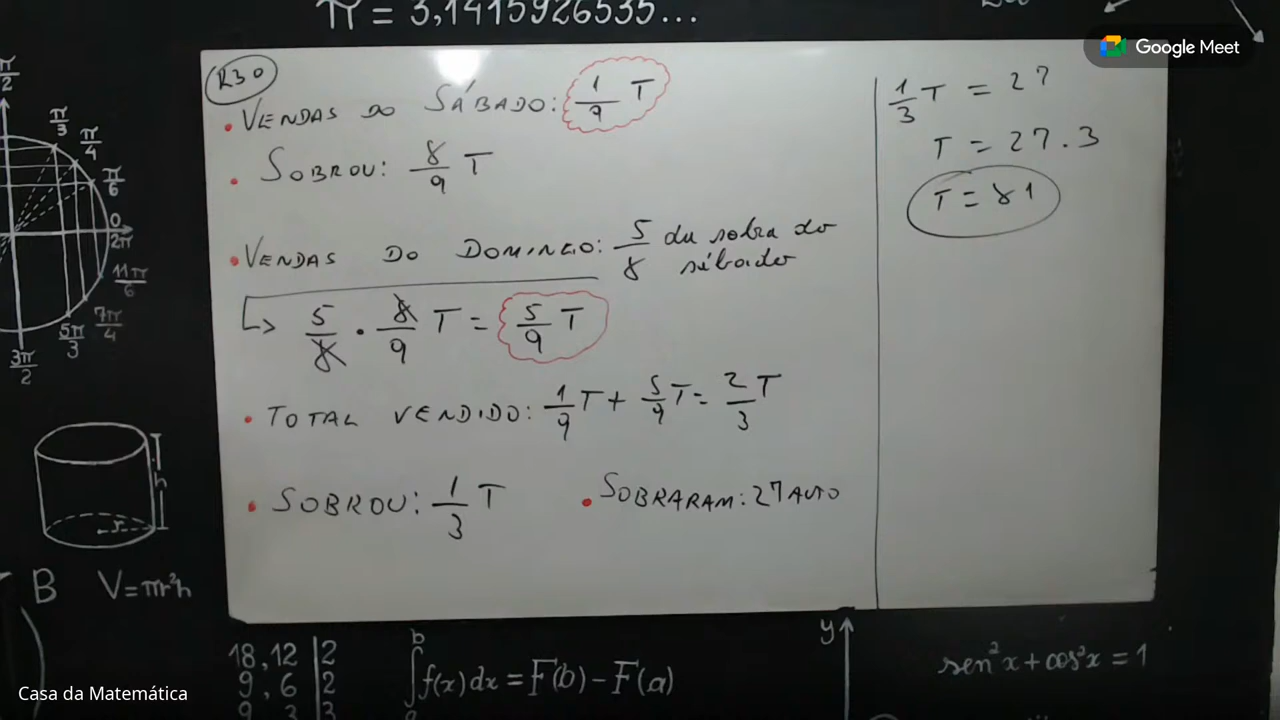 π = 3,1415926535...
Google Meet
R30
• VENDAS DO SÁBADO: 1/9 T
• SOBROU: 8/9 T
• VENDAS DO DOMINGO: 5/8 da sobra do
sábado
↳ 5/8 · 8/9 T = 5/9 T
• TOTAL VENDIDO: 1/9 T + 5/9 T = 2/3 T
• SOBROU: 1/3 T • SOBRARAM: 27 AUTO
1/3 T = 27
T = 27.3
T = 81
π/2
π/3
π/4
π/6
0
2π
11π/6
7π/4
5π/3
3π/2
h
r
B V=πr²h
18,12 | 2
9, 6 | 2
9, 3 | 3
∫ b f(x)dx = F(b) – F(a)
y
sen²x + cos²x = 1
Casa da Matemática